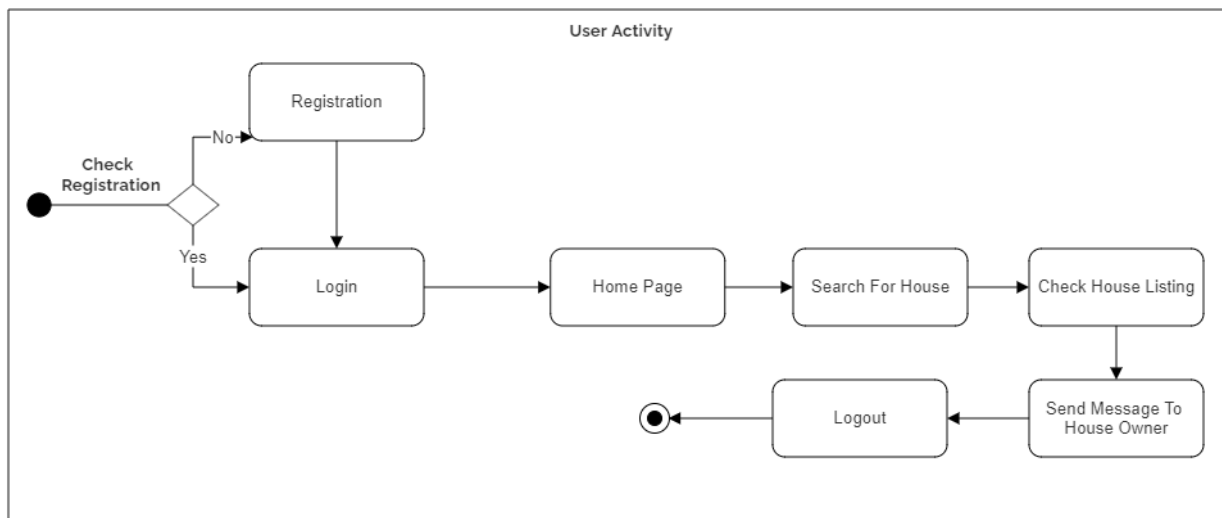 User Activity
Registration
No
Check
Registration
Yes
Login
Home Page
Search For House
Check House Listing
Logout
Send Message To
House Owner